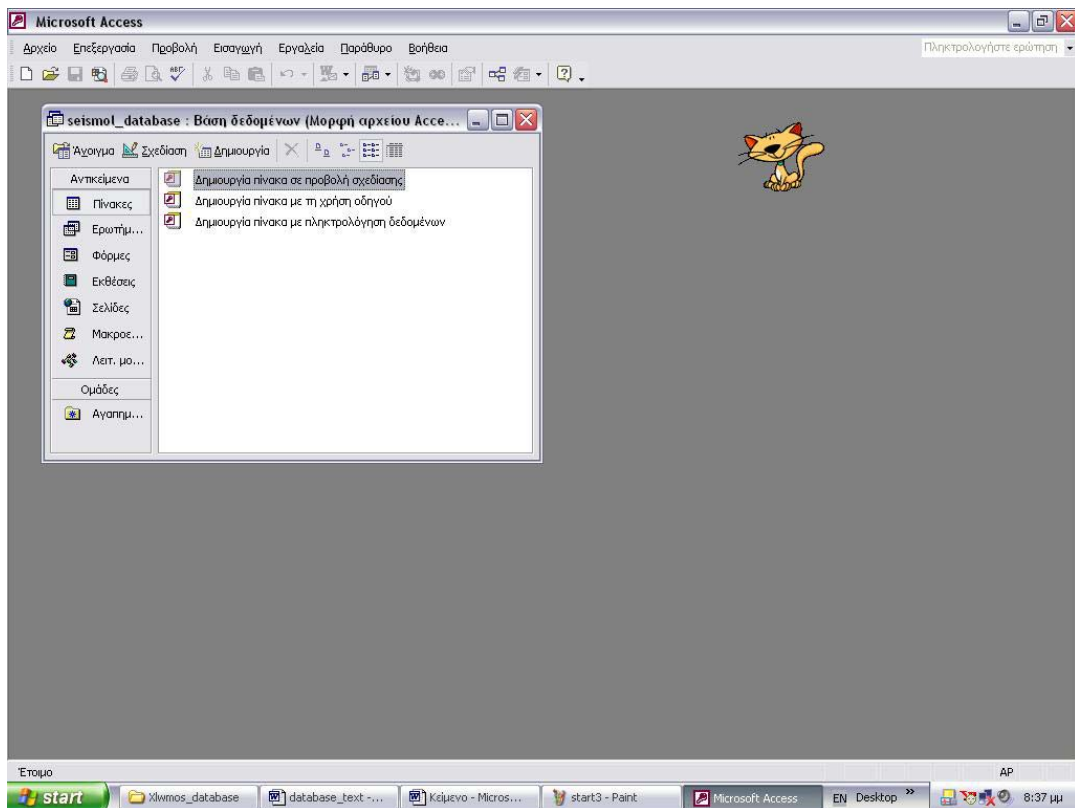 Microsoft Access
Αρχείο Επεξεργασία Προβολή Εισαγωγή Εργαλεία Παράθυρο Βοήθεια Πληκτρολογήστε ερώτηση
seismol_database : Βάση δεδομένων (Μορφή αρχείου Acce...
Άνοιγμα Σχεδίαση Δημιουργία
Αντικείμενα
Πίνακες
Ερωτήμ...
Φόρμες
Εκθέσεις
Σελίδες
Μακροε...
Λειτ. μο...
Ομάδες
Αγαπημ...
Δημιουργία πίνακα σε προβολή σχεδίασης
Δημιουργία πίνακα με τη χρήση οδηγού
Δημιουργία πίνακα με πληκτρολόγηση δεδομένων
Έτοιμο AP
start Xlwmos_database database_text -... Κείμενο - Micros... start3 - Paint Microsoft Access EN Desktop » 8:37 μμ